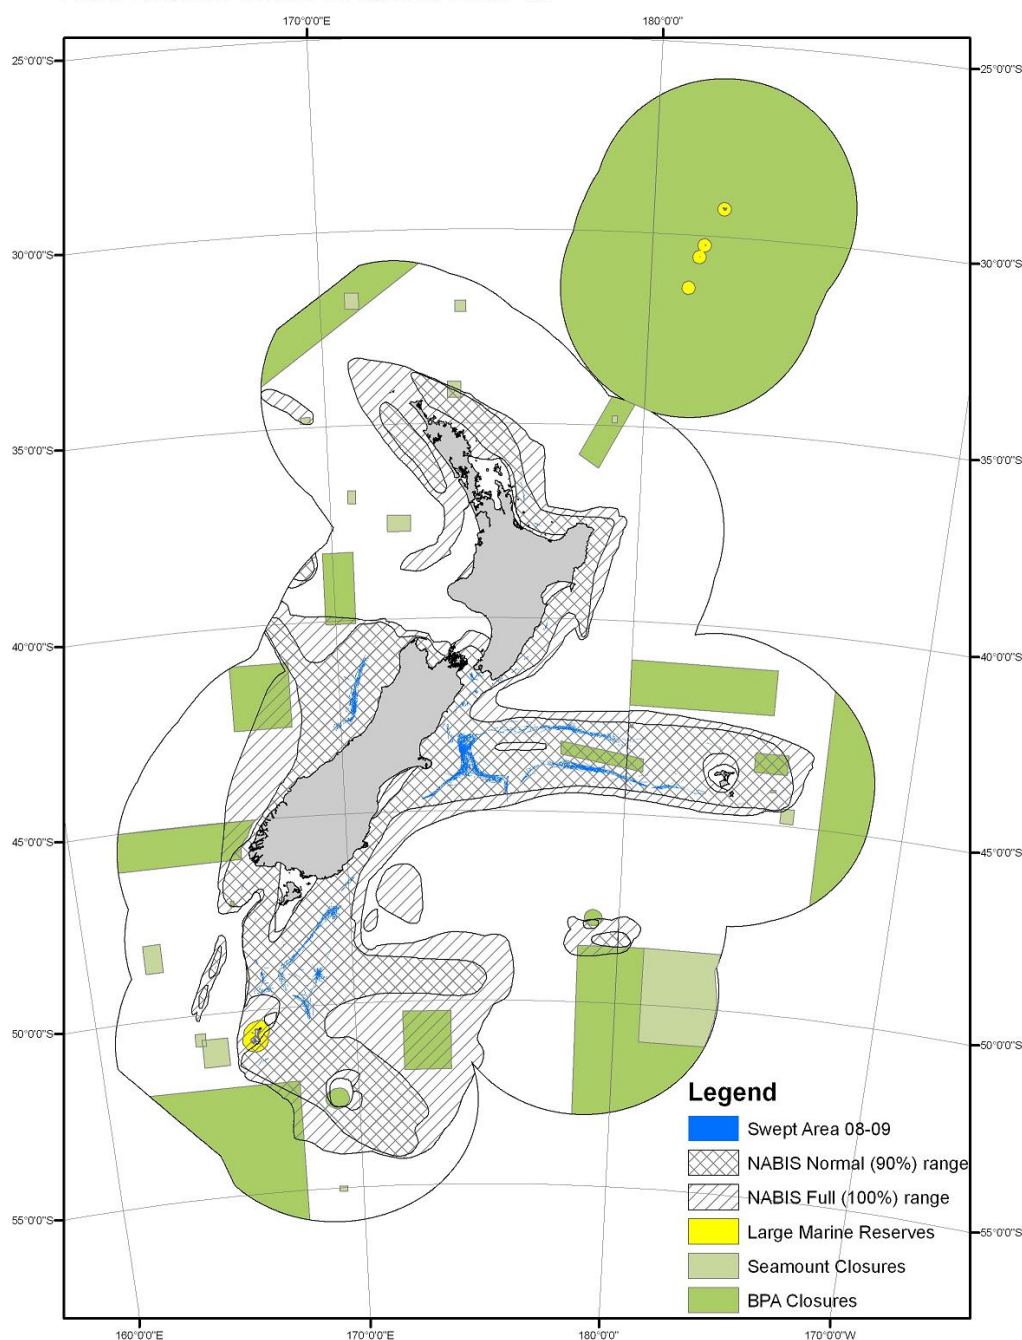 170°0'0"E 180°0'0"
25°0'0"S 25°0'0"S
30°0'0"S 30°0'0"S
35°0'0"S 35°0'0"S
40°0'0"S 40°0'0"S
45°0'0"S 45°0'0"S
50°0'0"S 50°0'0"S
Legend
Swept Area 08-09
NABIS Normal (90%) range
NABIS Full (100%) range
55°0'0"S 55°0'0"S
Large Marine Reserves
Seamount Closures
BPA Closures
160°0'0"E 170°0'0"E 180°0'0" 170°0'0"W